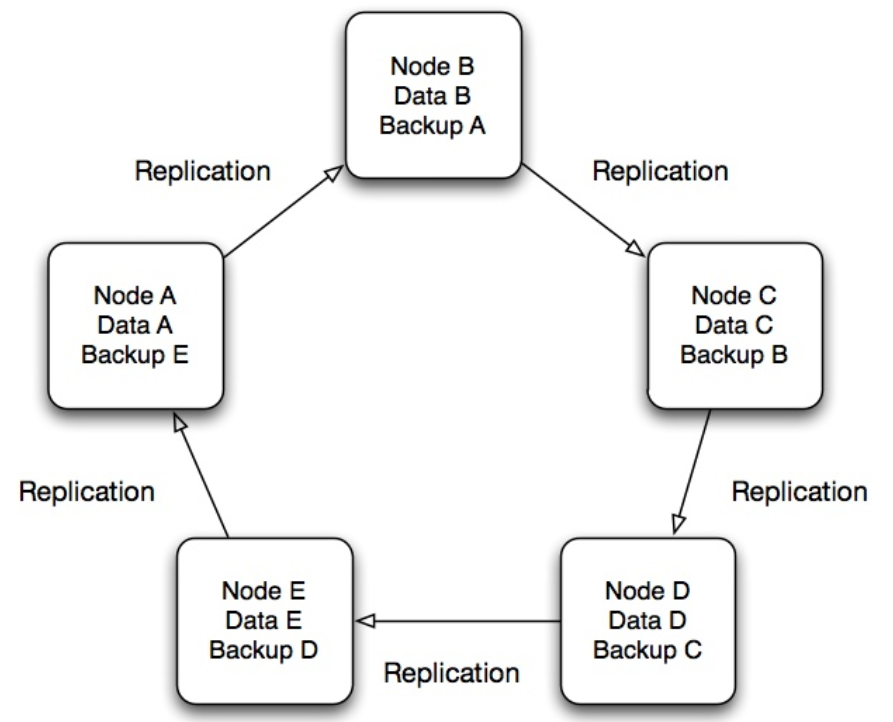 Node B
Data B
Backup A
Replication
Replication
Node A
Data A
Backup E
Node C
Data C
Backup B
Replication
Replication
Node E
Data E
Backup D
Node D
Data D
Backup C
Replication